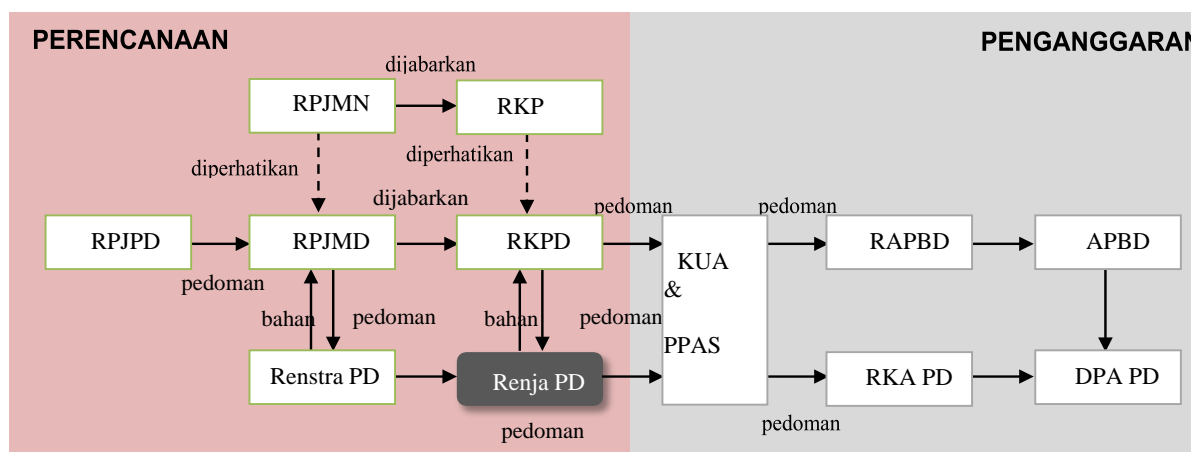 PERENCANAAN
PENGANGGARAN
dijabarkan
RPJMN
RKP
diperhatikan
diperhatikan
dijabarkan
pedoman
pedoman
RPJPD
RPJMD
RKPD
KUA
&
PPAS
RAPBD
APBD
pedoman
bahan
pedoman
bahan
pedoman
Renstra PD
Renja PD
RKA PD
DPA PD
pedoman
pedoman